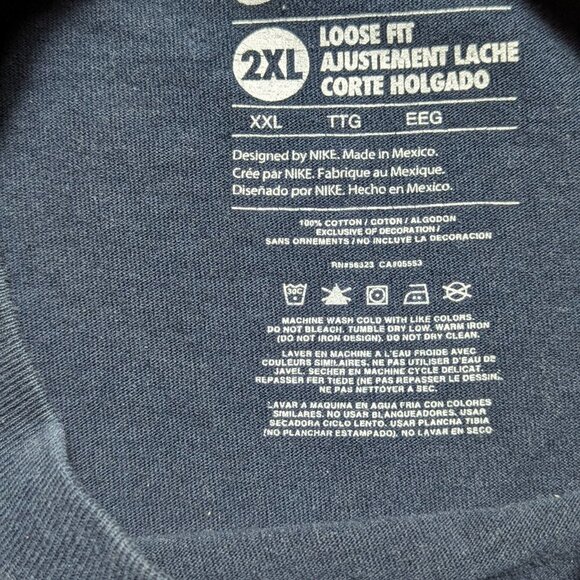 2XL
LOOSE FIT
AJUSTEMENT LACHE
CORTE HOLGADO
XXL TTG EEG
Designed by NIKE. Made in Mexico.
Crée par NIKE. Fabrique au Mexique.
Diseñado por NIKE. Hecho en Mexico.
100% COTTON / COTON / ALGODON
EXCLUSIVE OF DECORATION /
SANS ORNEMENTS / NO INCLUYE LA DECORACION
RN#56323 CA#05553
30C
MACHINE WASH COLD WITH LIKE COLORS.
DO NOT BLEACH. TUMBLE DRY LOW. WARM IRON
(DO NOT IRON DESIGN). DO NOT DRY CLEAN.
LAVER EN MACHINE A L'EAU FROIDE AVEC
COULEURS SIMILAIRES. NE PAS UTILISER D'EAU DE
JAVEL. SECHER EN MACHINE CYCLE DELICAT.
REPASSER FER TIEDE (NE PAS REPASSER LE DESSIN).
NE PAS NETTOYER A SEC.
LAVAR A MAQUINA EN AGUA FRIA CON COLORES
SIMILARES. NO USAR BLANQUEADORES. USAR
SECADORA CICLO LENTO. USAR PLANCHA TIBIA
(NO PLANCHAR ESTAMPADO). NO LAVAR EN SECO